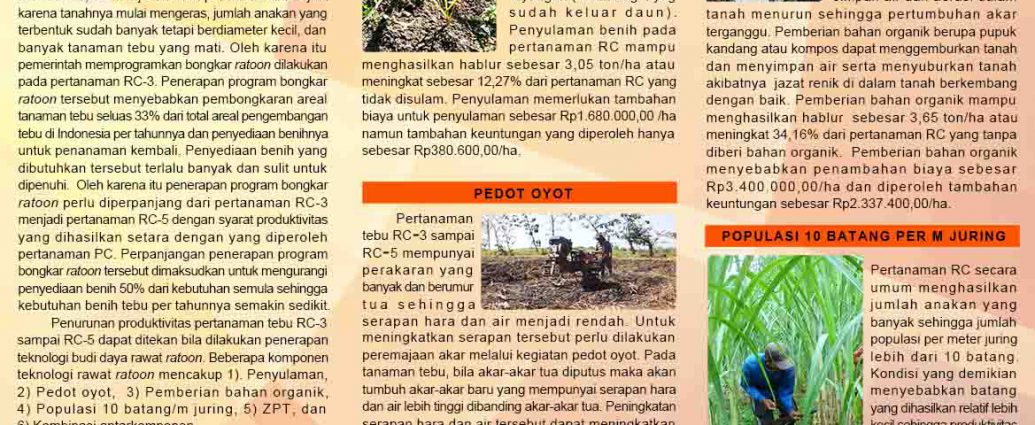 karena tanahnya mulai mengeras, jumlah anakan yang
terbentuk sudah banyak tetapi berdiameter kecil, dan
banyak tanaman tebu yang mati. Oleh karena itu
pemerintah memprogramkan bongkar ratoon dilakukan
pada pertanaman RC-3. Penerapan program bongkar
ratoon tersebut menyebabkan pembongkaran areal
tanaman tebu seluas 33% dari total areal pengembangan
tebu di Indonesia per tahunnya dan penyediaan benihnya
untuk penanaman kembali. Penyediaan benih yang
dibutuhkan tersebut terlalu banyak dan sulit untuk
dipenuhi. Oleh karena itu penerapan program bongkar
ratoon perlu diperpanjang dari pertanaman RC-3
menjadi pertanaman RC-5 dengan syarat produktivitas
yang dihasilkan setara dengan yang diperoleh
pertanaman PC. Perpanjangan penerapan program
bongkar ratoon tersebut dimaksudkan untuk mengurangi
penyediaan benih 50% dari kebutuhan semula sehingga
kebutuhan benih tebu per tahunnya semakin sedikit.
Penurunan produktivitas pertanaman tebu RC-3
sampai RC-5 dapat ditekan bila dilakukan penerapan
teknologi budi daya rawat ratoon. Beberapa komponen
teknologi rawat ratoon mencakup 1). Penyulaman,
2) Pedot oyot, 3) Pemberian bahan organik,
4) Populasi 10 batang/m juring, 5) ZPT, dan
6) Kombinasi antarkomponen
sudah keluar daun).
Penyulaman benih pada
pertanaman RC mampu
menghasilkan hablur sebesar 3,05 ton/ha atau
meningkat sebesar 12,27% dari pertanaman RC yang
tidak disulam. Penyulaman memerlukan tambahan
biaya untuk penyulaman sebesar Rp1.680.000,00 /ha
namun tambahan keuntungan yang diperoleh hanya
sebesar Rp380.600,00/ha.
PEDOT OYOT
Pertanaman
tebu RC-3 sampai
RC-5 mempunyai
perakaran yang
banyak dan berumur
tua sehingga
serapan hara dan air menjadi rendah. Untuk
meningkatkan serapan tersebut perlu dilakukan
peremajaan akar melalui kegiatan pedot oyot. Pada
tanaman tebu, bila akar-akar tua diputus maka akan
tumbuh akar-akar baru yang mempunyai serapan hara
dan air lebih tinggi dibanding akar-akar tua. Peningkatan
serapan hara dan air tersebut dapat meningkatkan
tanah menurun sehingga pertumbuhan akar
terganggu. Pemberian bahan organik berupa pupuk
kandang atau kompos dapat menggemburkan tanah
dan menyimpan air serta menyuburkan tanah
akibatnya jazat renik di dalam tanah berkembang
dengan baik. Pemberian bahan organik mampu
menghasilkan hablur sebesar 3,65 ton/ha atau
meningkat 34,16% dari pertanaman RC yang tanpa
diberi bahan organik. Pemberian bahan organik
menyebabkan penambahan biaya sebesar
Rp3.400.000,00/ha dan diperoleh tambahan
keuntungan sebesar Rp2.337.400,00/ha.
POPULASI 10 BATANG PER M JURING
Pertanaman RC secara
umum menghasilkan
jumlah anakan yang
banyak sehingga jumlah
populasi per meter juring
lebih dari 10 batang.
Kondisi yang demikian
menyebabkan batang
yang dihasilkan relatif lebih
kecil sehingga produktivitas